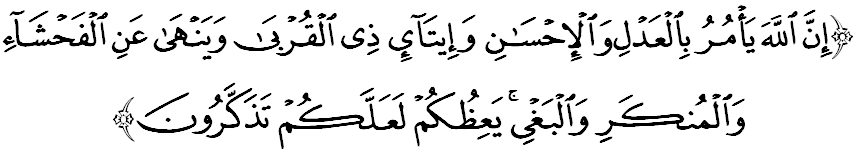 ﴿إِنَّ ٱللَّهَ يَأۡمُرُ بِٱلۡعَدۡلِ وَٱلۡإِحۡسَٰنِ وَإِيتَآيِٕ ذِي ٱلۡقُرۡبَىٰ وَيَنۡهَىٰ عَنِ ٱلۡفَحۡشَآءِ
وَٱلۡمُنكَرِ وَٱلۡبَغۡيِۚ يَعِظُكُمۡ لَعَلَّكُمۡ تَذَكَّرُونَ﴾